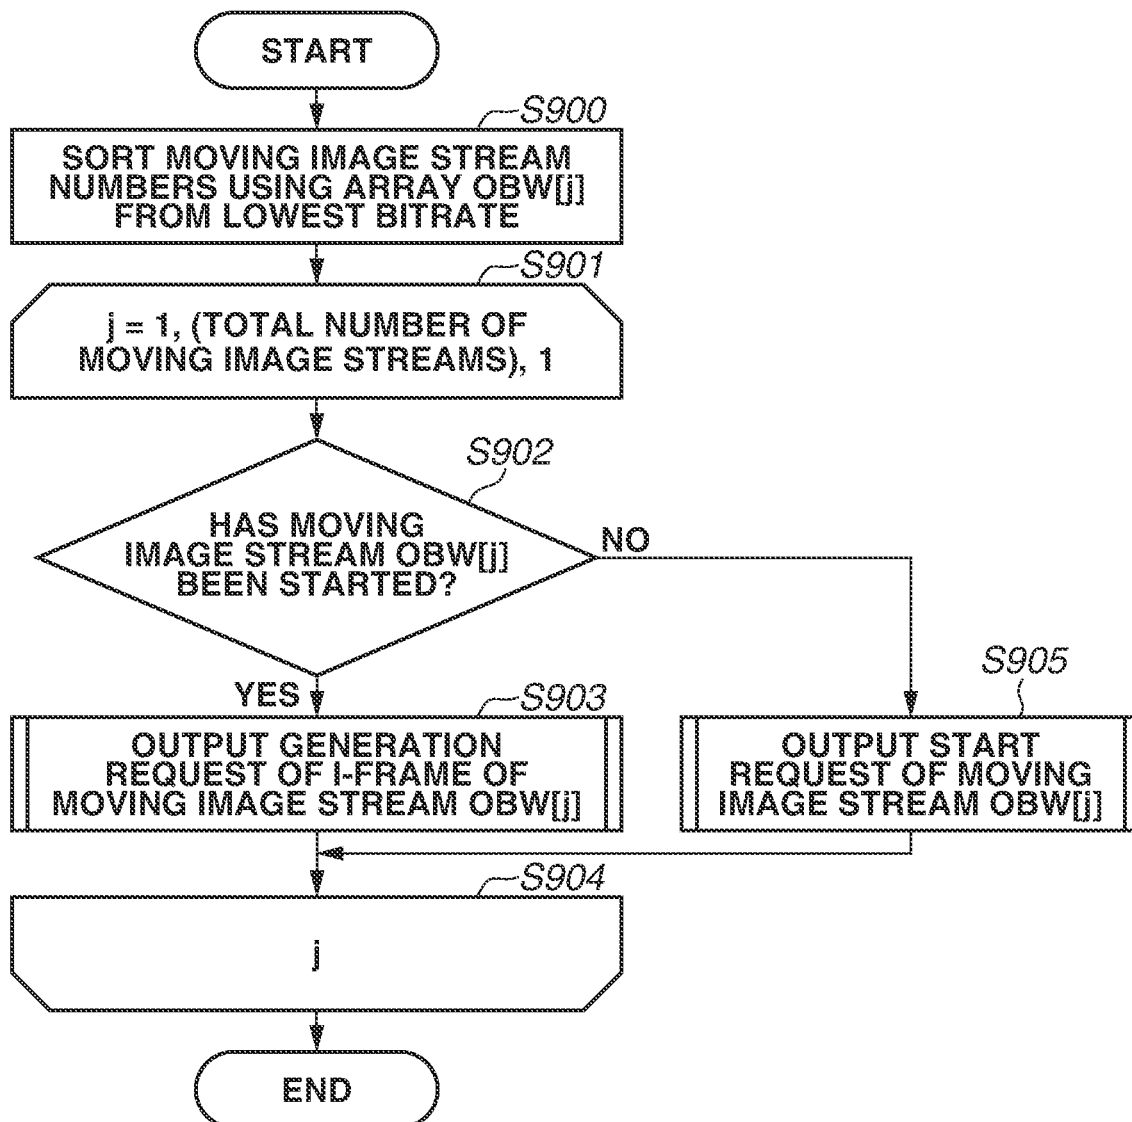 START
S900
SORT MOVING IMAGE STREAM
NUMBERS USING ARRAY OBW[j]
FROM LOWEST BITRATE
S901
j = 1, (TOTAL NUMBER OF
MOVING IMAGE STREAMS), 1
S902
HAS MOVING
IMAGE STREAM OBW[j]
BEEN STARTED?
NO
YES
S903
OUTPUT GENERATION
REQUEST OF I-FRAME OF
MOVING IMAGE STREAM OBW[j]
S905
OUTPUT START
REQUEST OF MOVING
IMAGE STREAM OBW[j]
S904
j
END